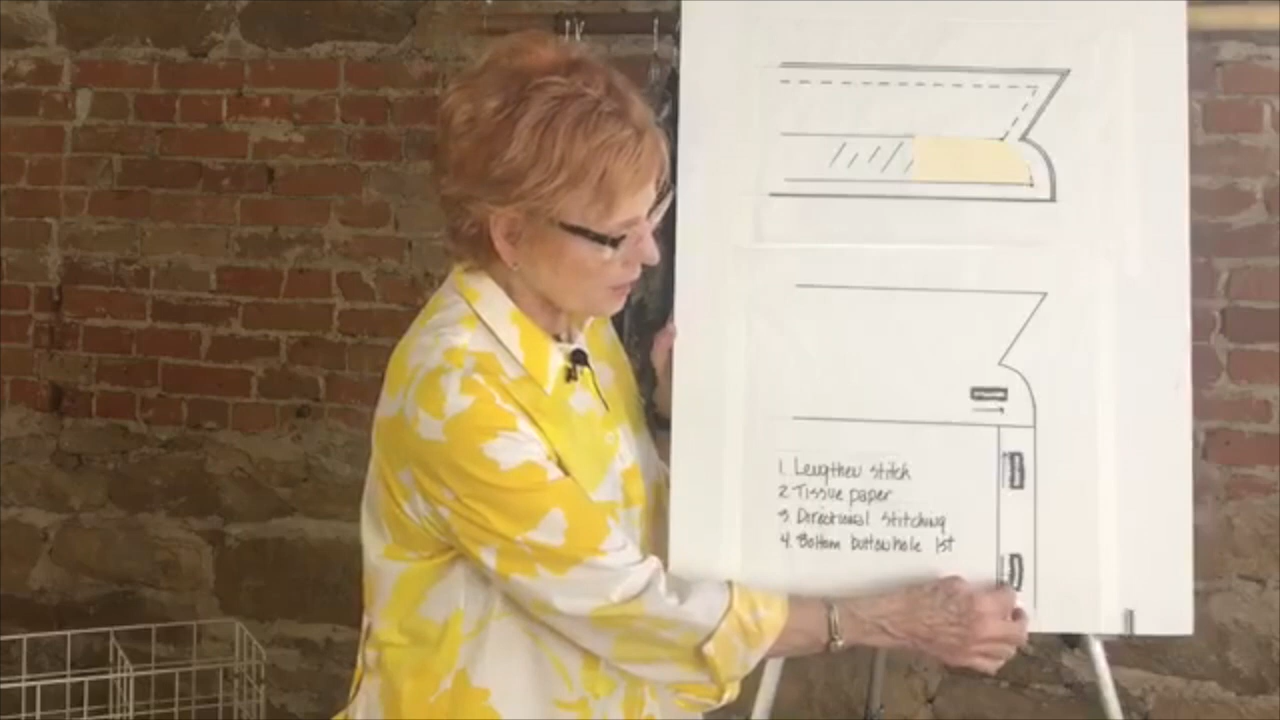 1. Lengthen stitch
2. Tissue paper
3. Directional stitching
4. Bottom buttonhole 1st